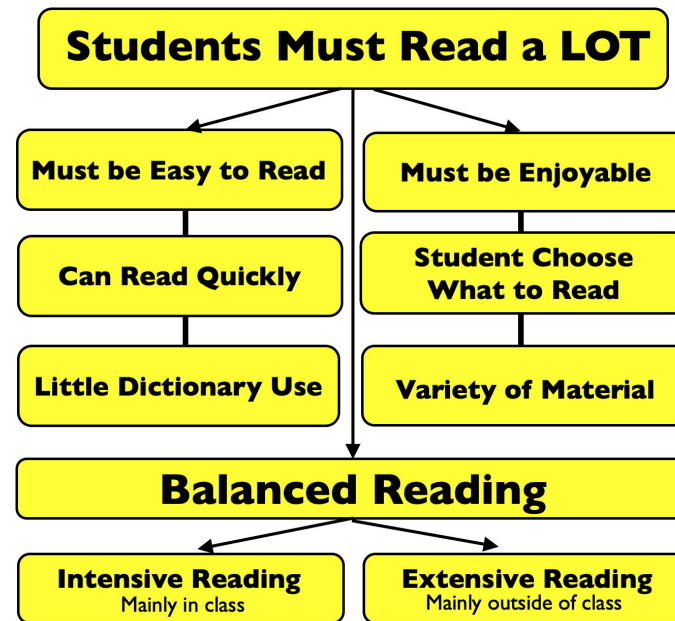 Students Must Read a LOT
Must be Easy to Read
Must be Enjoyable
Can Read Quickly
Student Choose
What to Read
Little Dictionary Use
Variety of Material
Balanced Reading
Intensive Reading
Mainly in class
Extensive Reading
Mainly outside of class